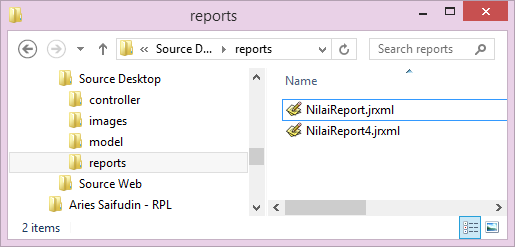 reports
Source D... reports
Search reports
Source Desktop
controller
images
model
reports
Source Web
Aries Saifudin - RPL
Name
NilaiReport.jrxml
NilaiReport4.jrxml
2 items